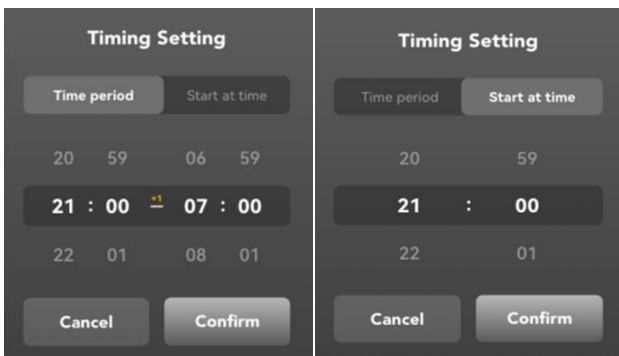 Timing Setting
Time period Start at time
20 59 06 59
21 : 00 +1 — 07 : 00
22 01 08 01
Cancel Confirm
Timing Setting
Time period Start at time
20 59
21 : 00
22 01
Cancel Confirm